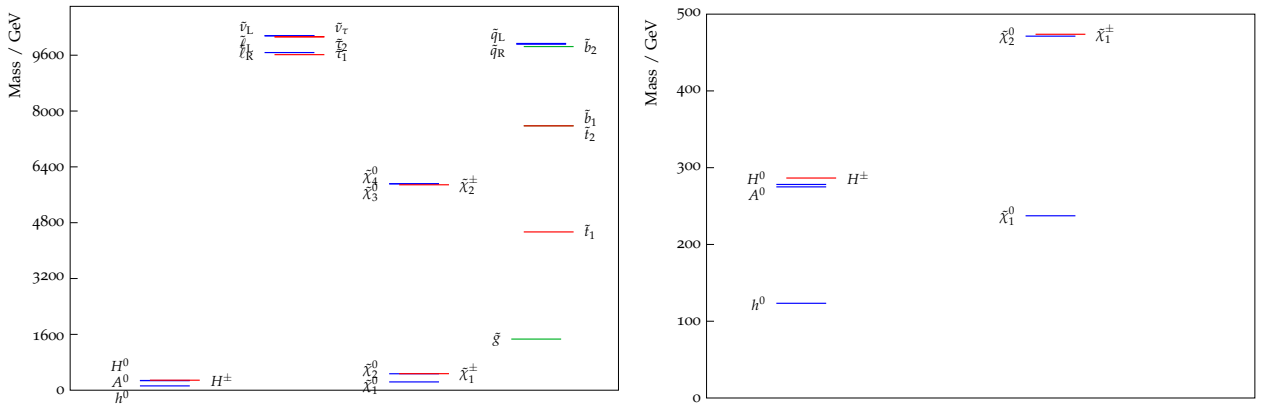 Mass / GeV
9600
8000
6400
4800
3200
1600
0
ν̃L
ℓ̃L
ℓ̃R
ν̃τ
τ̃2
τ̃1
q̃L
q̃R
b̃2
b̃1
t̃2
χ̃⁰4
χ̃⁰3
χ̃±2
t̃1
g̃
H⁰
A⁰
h⁰
H±
χ̃⁰2
χ̃⁰1
χ̃±1
Mass / GeV
500
400
300
200
100
0
χ̃⁰2
χ̃±1
H⁰
A⁰
H±
χ̃⁰1
h⁰